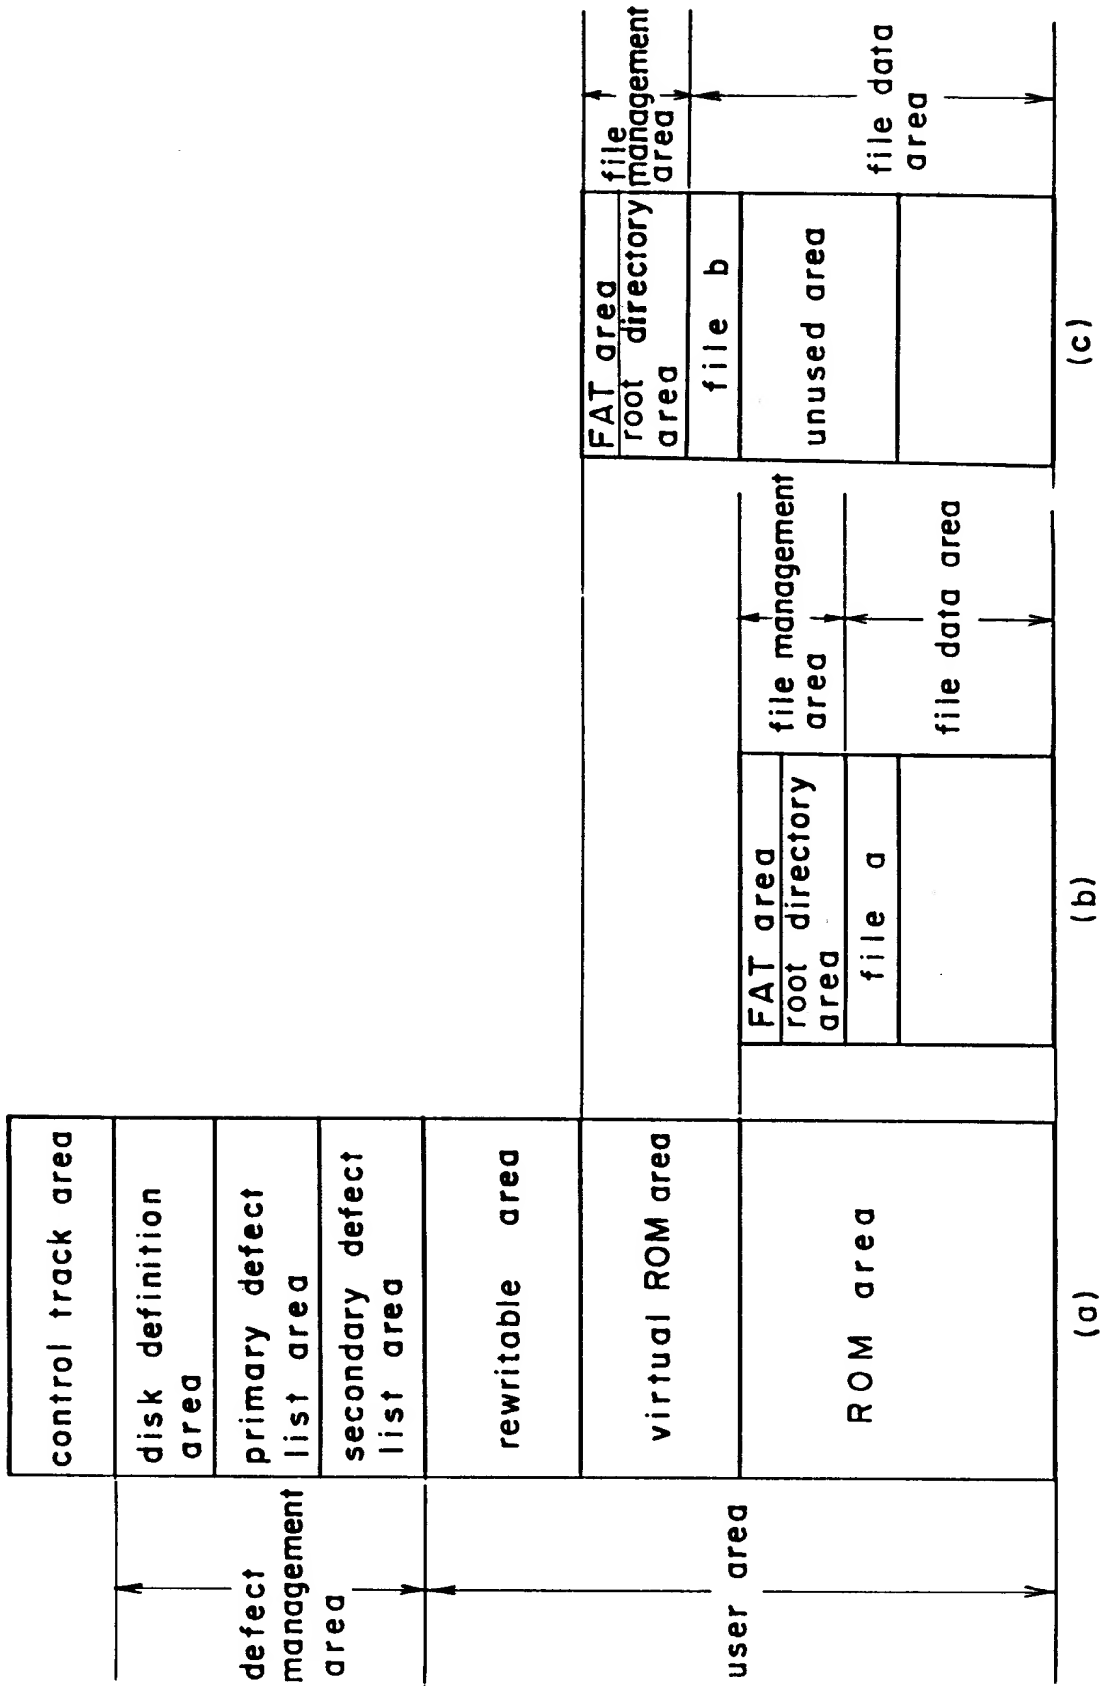 control track area
disk definition
area
primary defect
list area
secondary defect
list area
rewritable area
virtual ROM area
ROM area
defect
management
area
user area
(a)
FAT area
root directory
area
file a
file management
area
file data area
(b)
FAT area
root directory
area
file b
unused area
file
management
area
file data
area
(c)